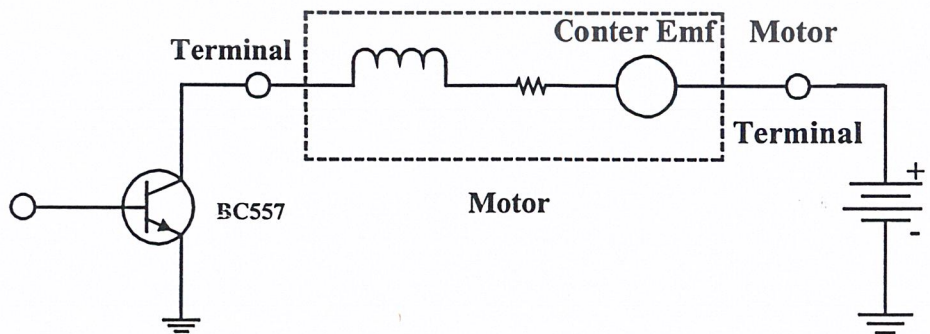 Conter Emf
Motor
Terminal
Terminal
BC557
Motor
+
-